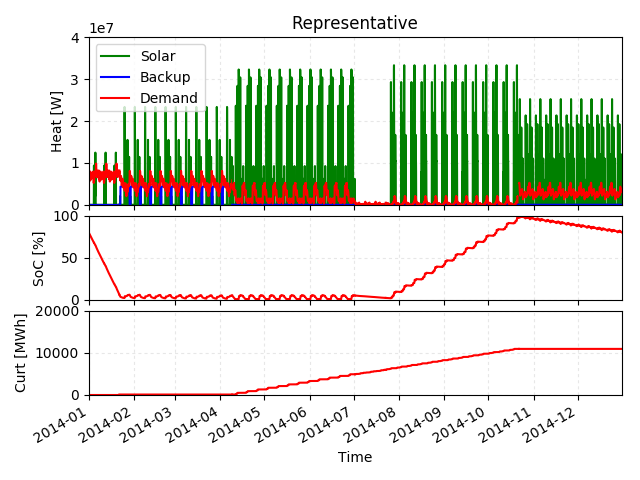 Representative
1e7
4
3
2
1
0
Heat [W]
Solar
Backup
Demand
100
50
0
SoC [%]
20000
10000
0
Curt [MWh]
2014-01
2014-02
2014-03
2014-04
2014-05
2014-06
2014-07
2014-08
2014-09
2014-10
2014-11
2014-12
Time